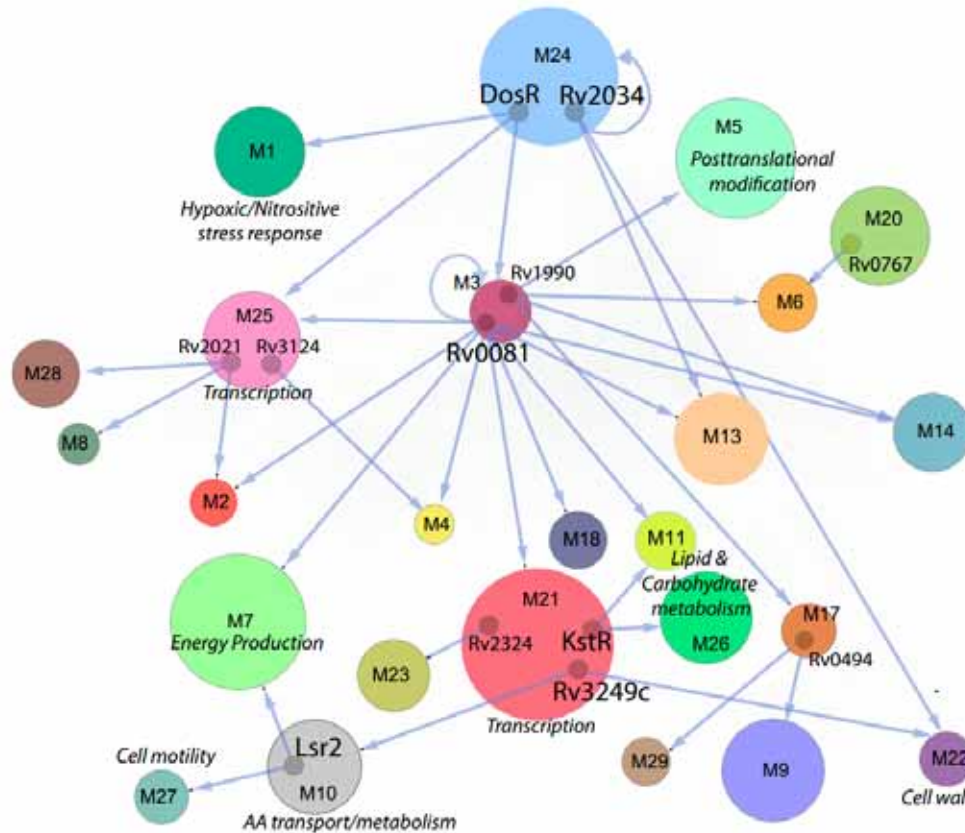 M24
DosR Rv2034
M1
Hypoxic/Nitrositive
stress response
M5
Posttranslational
modification
M20
Rv0767
M3
Rv1990
M6
Rv0081
M25
Rv2021 Rv3124
Transcription
M28
M8
M2
M4
M18
M11
M13
M14
Lipid &
Carbohydrate
metabolism
M26
M21
Rv2324
KstR
Rv3249c
Transcription
M7
Energy Production
M23
M17
Rv0494
M29
M9
M22
Cell wal
Lsr2
M10
AA transport/metabolism
Cell motility
M27